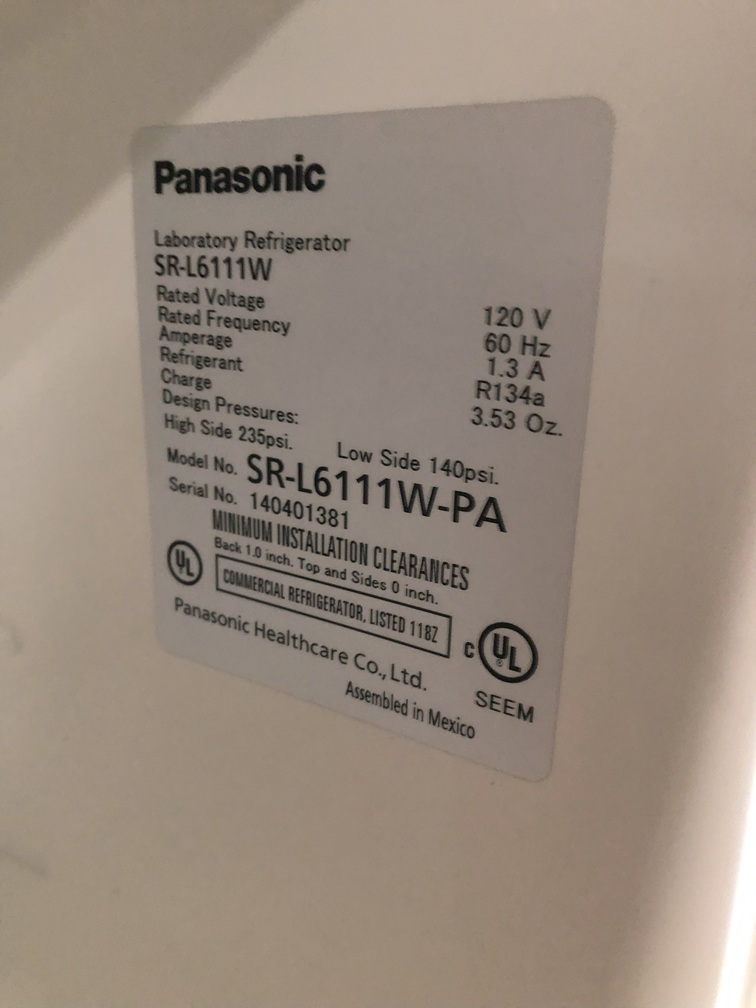 Panasonic
Laboratory Refrigerator
SR-L6111W
Rated Voltage 120 V
Rated Frequency 60 Hz
Amperage 1.3 A
Refrigerant R134a
Charge 3.53 Oz.
Design Pressures:
High Side 235psi. Low Side 140psi.
Model No. SR-L6111W-PA
Serial No. 140401381
MINIMUM INSTALLATION CLEARANCES
Back 1.0 inch. Top and Sides 0 inch.
UL COMMERCIAL REFRIGERATOR, LISTED 118Z C UL ®
Panasonic Healthcare Co., Ltd. SEEM
Assembled in Mexico